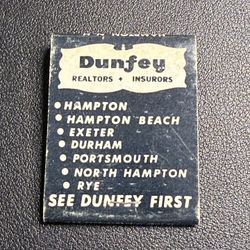 Dunfey
REALTORS • INSURORS
• HAMPTON
• HAMPTON BEACH
• EXETER
• DURHAM
• PORTSMOUTH
• NORTH HAMPTON
• RYE
SEE DUNFEY FIRST